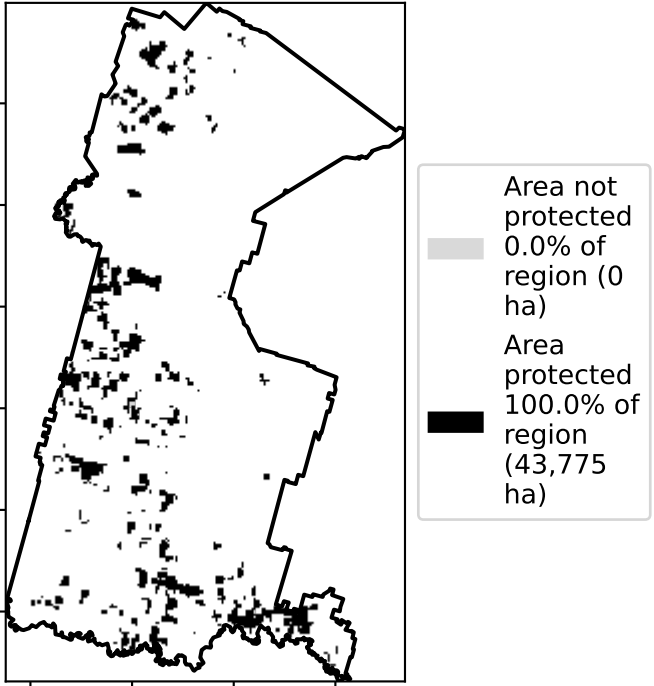 Area not
protected
0.0% of
region (0
ha)
Area
protected
100.0% of
region
(43,775
ha)